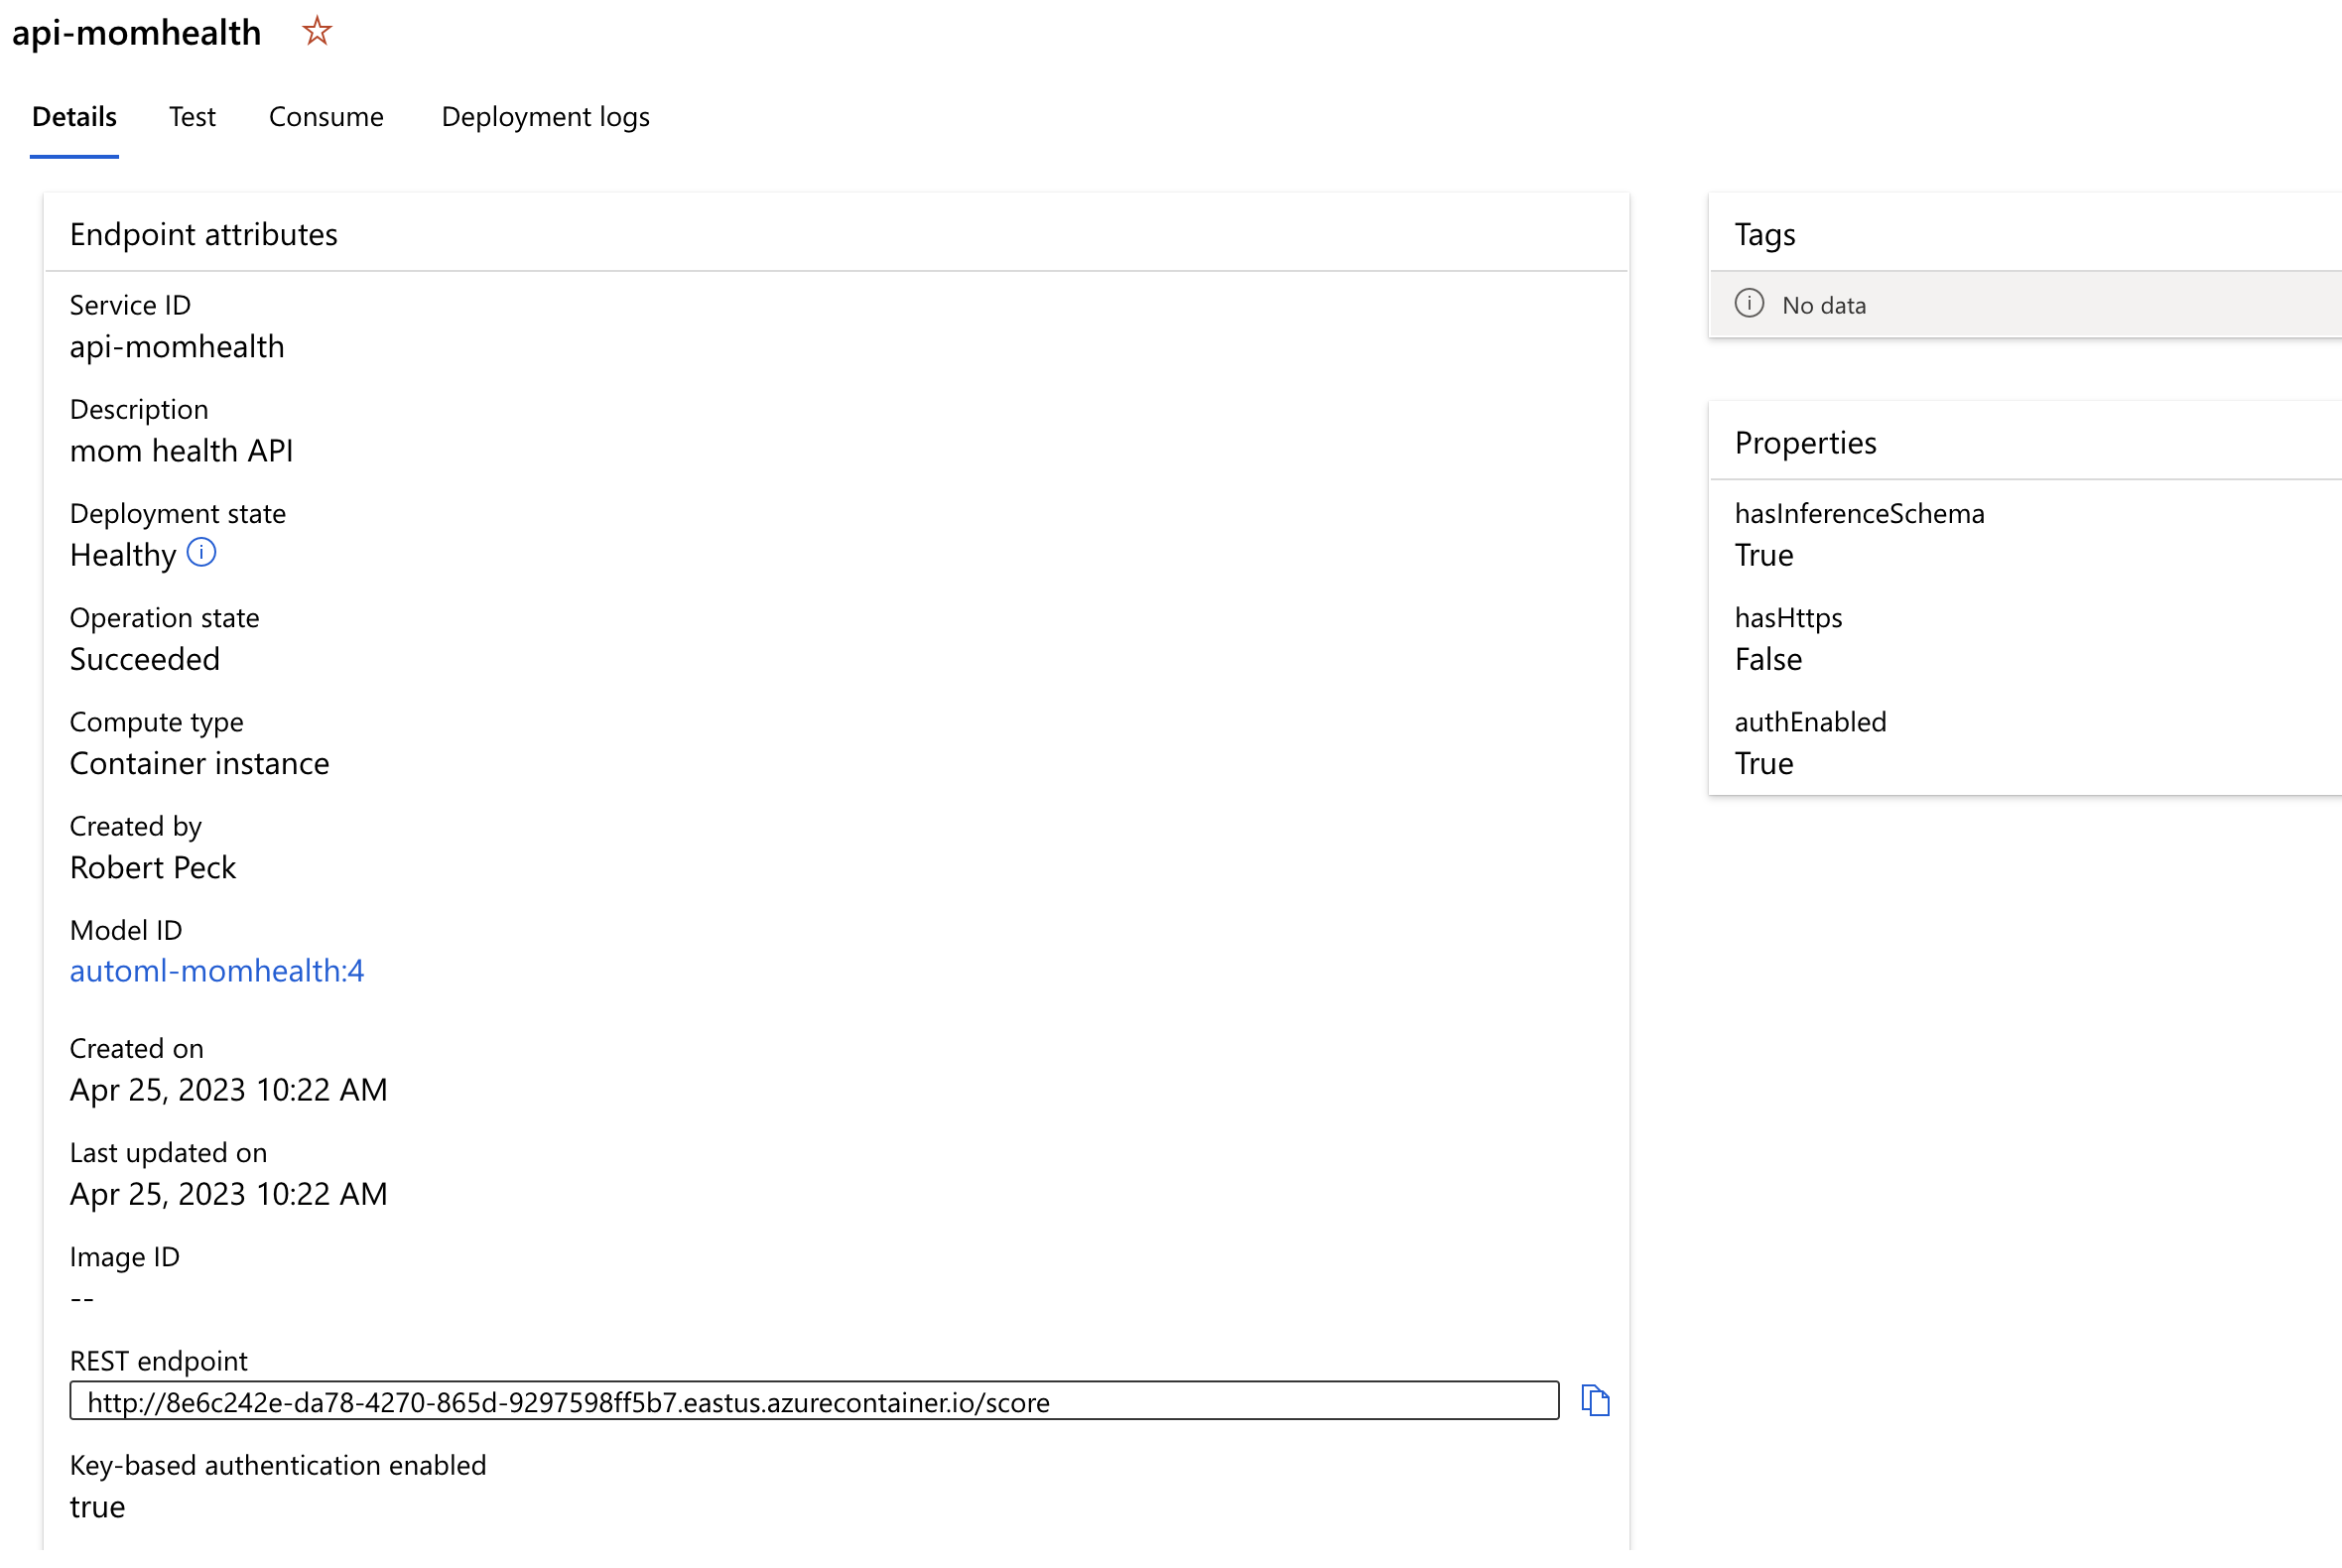 api-momhealth
Details Test Consume Deployment logs
Endpoint attributes
Service ID
api-momhealth
Description
mom health API
Deployment state
Healthy
Operation state
Succeeded
Compute type
Container instance
Created by
Robert Peck
Model ID
automl-momhealth:4
Created on
Apr 25, 2023 10:22 AM
Last updated on
Apr 25, 2023 10:22 AM
Image ID
--
REST endpoint
http://8e6c242e-da78-4270-865d-9297598ff5b7.eastus.azurecontainer.io/score
Key-based authentication enabled
true
Tags
No data
Properties
hasInferenceSchema
True
hasHttps
False
authEnabled
True